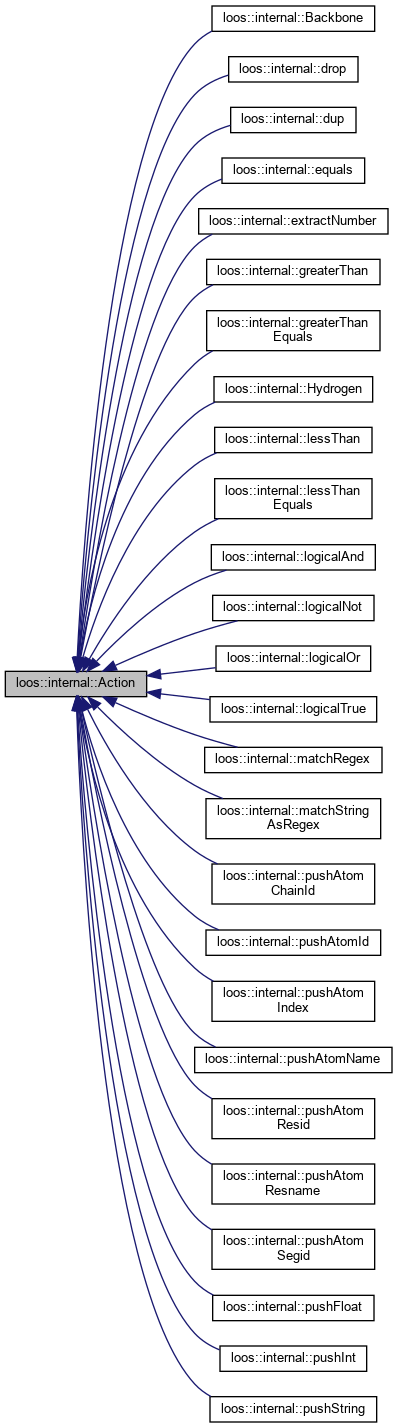 loos::internal::Backbone
loos::internal::drop
loos::internal::dup
loos::internal::equals
loos::internal::extractNumber
loos::internal::greaterThan
loos::internal::greaterThan
Equals
loos::internal::Hydrogen
loos::internal::lessThan
loos::internal::lessThan
Equals
loos::internal::logicalAnd
loos::internal::logicalNot
loos::internal::logicalOr
loos::internal::Action
loos::internal::logicalTrue
loos::internal::matchRegex
loos::internal::matchString
AsRegex
loos::internal::pushAtom
ChainId
loos::internal::pushAtomId
loos::internal::pushAtom
Index
loos::internal::pushAtomName
loos::internal::pushAtom
Resid
loos::internal::pushAtom
Resname
loos::internal::pushAtom
Segid
loos::internal::pushFloat
loos::internal::pushInt
loos::internal::pushString